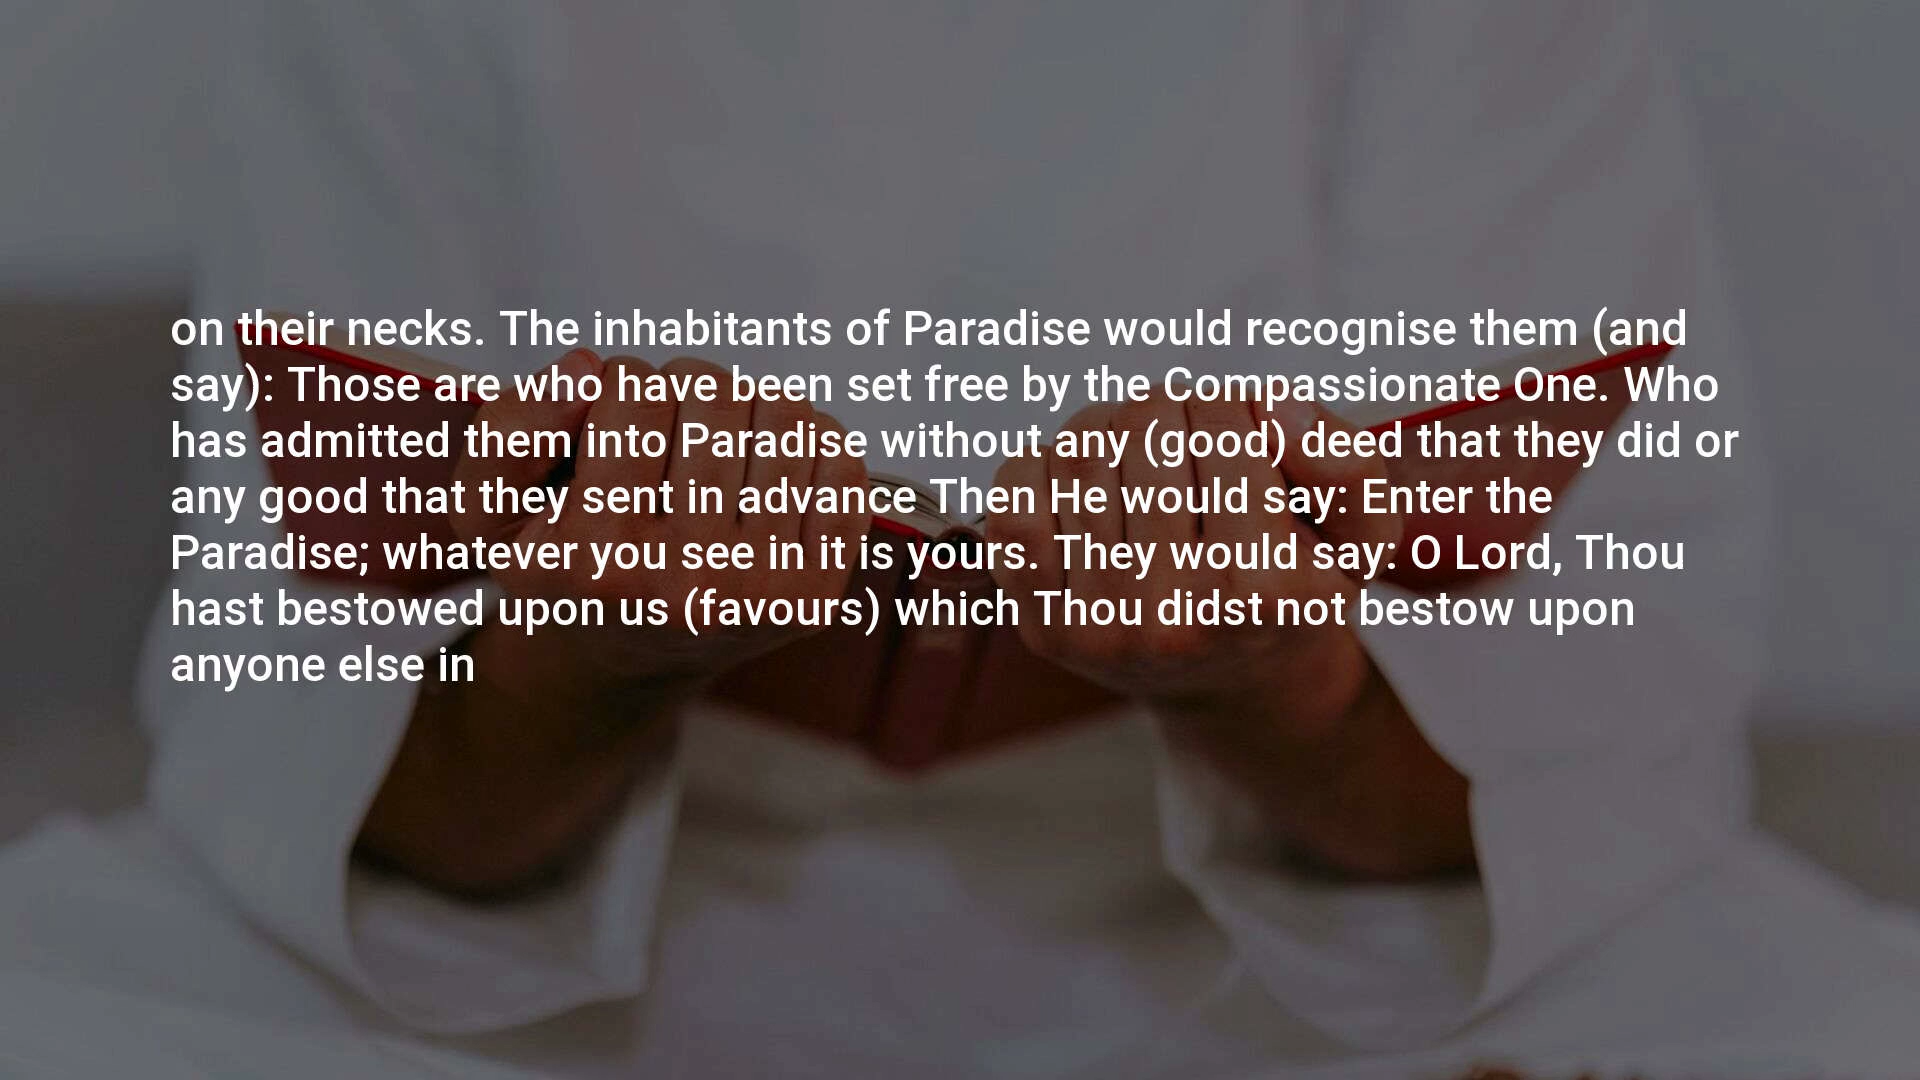 on their necks. The inhabitants of Paradise would recognise them (and
say): Those are who have been set free by the Compassionate One. Who
has admitted them into Paradise without any (good) deed that they did or
any good that they sent in advance Then He would say: Enter the
Paradise; whatever you see in it is yours. They would say: O Lord, Thou
hast bestowed upon us (favours) which Thou didst not bestow upon
anyone else in